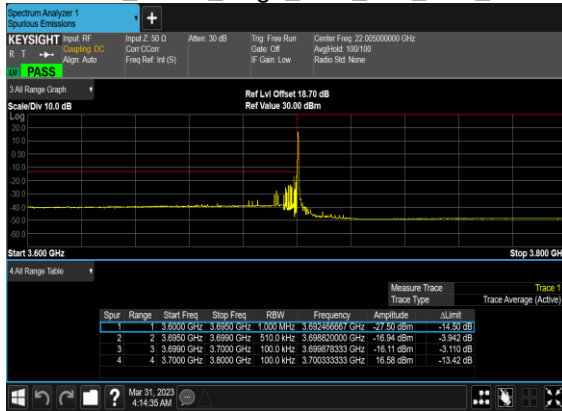 Spectrum Analyzer 1
Spurious Emissions
+
KEYSIGHT Input: RF Input Z: 50 Ω Atten: 30 dB Trig: Free Run Center Freq: 22.005000000 GHz
R T Coupling: DC Corr CCorr Gate: Off Avg|Hold: 100/100
Align: Auto Freq Ref: Int (S) IF Gain: Low Radio Std: None
PASS
3 All Range Graph
Ref Lvl Offset 18.70 dB
Scale/Div 10.0 dB Ref Value 30.00 dBm
Log
20.0
10.0
0.00
-10.0
-20.0
-30.0
-40.0
-50.0
-60.0
Start 3.600 GHz Stop 3.800 GH
4 All Range Table
Measure Trace Trace 1
Trace Type Trace Average (Active)
Spur Range Start Freq Stop Freq RBW Frequency Amplitude ΔLimit
1 1 3.6000 GHz 3.6950 GHz 1.000 MHz 3.692466667 GHz -27.50 dBm -14.50 dB
2 2 3.6950 GHz 3.6990 GHz 510.0 kHz 3.698820000 GHz -16.94 dBm -3.942 dB
3 3 3.6990 GHz 3.7000 GHz 100.0 kHz 3.699878333 GHz -16.11 dBm -3.110 dB
4 4 3.7000 GHz 3.8000 GHz 100.0 kHz 3.700333333 GHz 16.58 dBm -13.42 dB
? Mar 31, 2023
4:14:35 AM